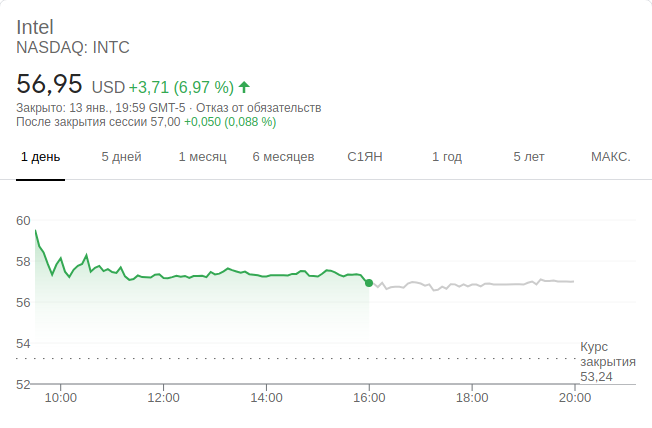 Intel
NASDAQ: INTC
56,95 USD +3,71 (6,97 %)
Закрыто: 13 янв., 19:59 GMT-5 · Отказ от обязательств
После закрытия сессии 57,00 +0,050 (0,088 %)
1 день 5 дней 1 месяц 6 месяцев С1ЯН 1 год 5 лет МАКС.
60
58
56
54
52
Курс
закрытия
53,24
10:00 12:00 14:00 16:00 18:00 20:00